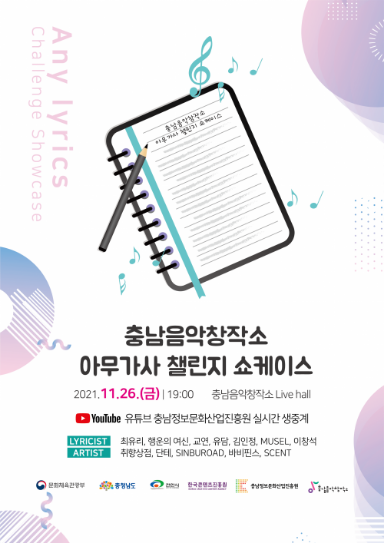 Any lyrics
Challenge Showcase
충남음악창작소
아무가사 챌린지 쇼케이스
충남음악창작소
아무가사 챌린지 쇼케이스
2021.11.26.(금) | 19:00 충남음악창작소 Live hall
YouTube 유튜브 충남정보문화산업진흥원 실시간 생중계
LYRICIST 최유리, 행운의 여신, 교연, 유담, 김민정, MUSEL, 이창석
ARTIST 취향상점, 단테, SINBUROAD, 바비핀스, SCENT
문화체육관광부 충청남도 천안시 한국콘텐츠진흥원 충남정보문화산업진흥원 충남음악창작소